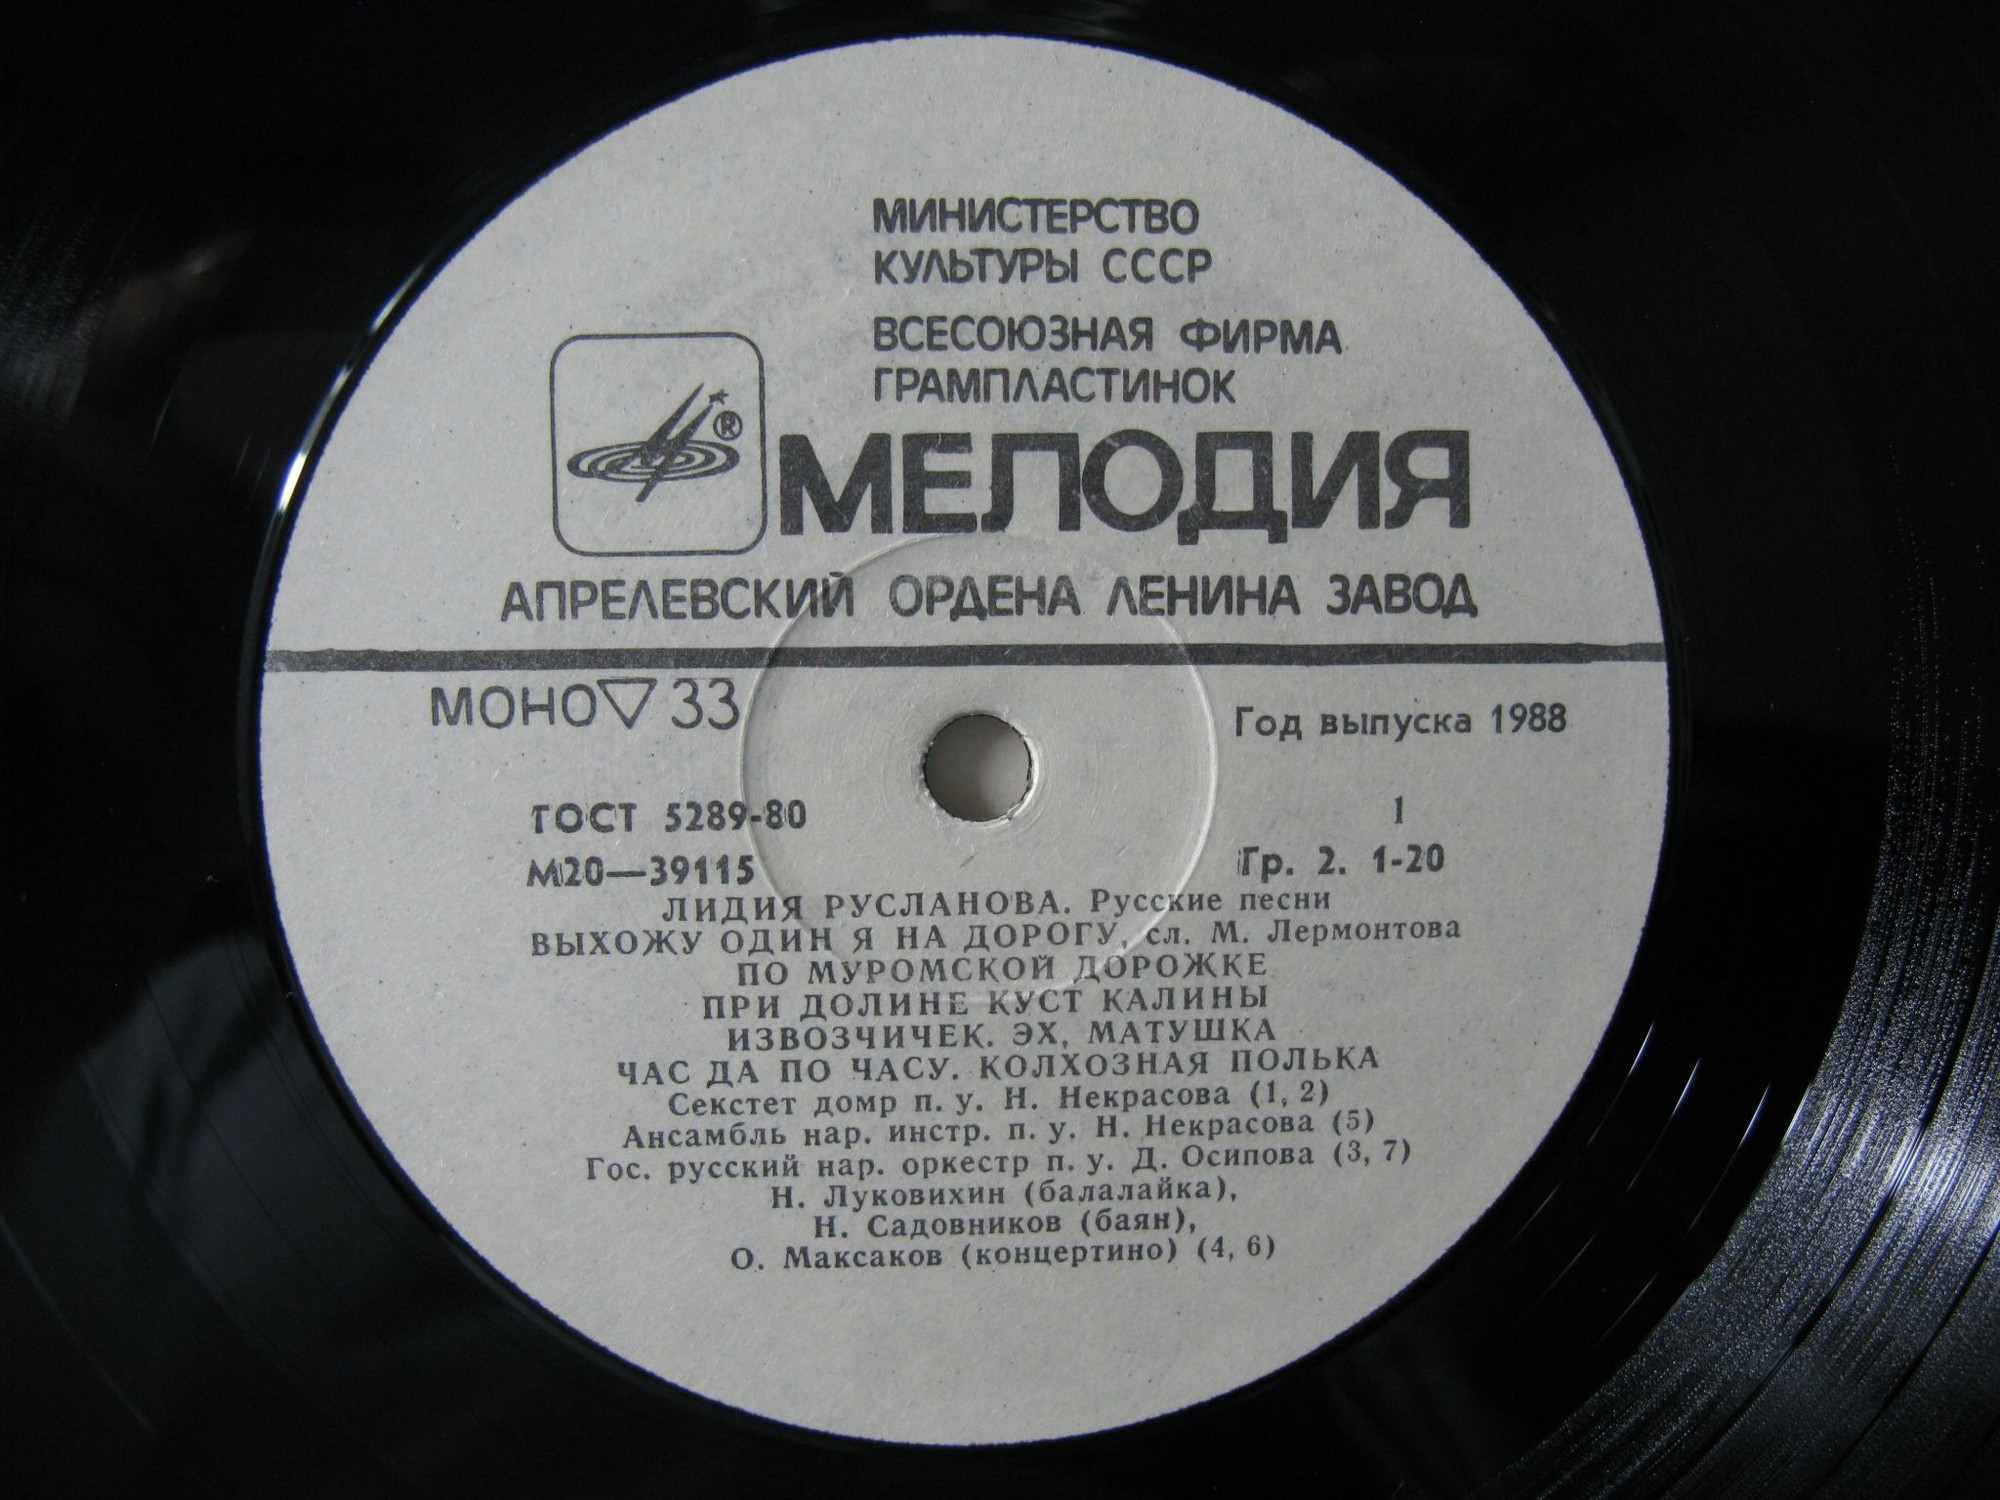 МИНИСТЕРСТВО
КУЛЬТУРЫ СССР
ВСЕСОЮЗНАЯ ФИРМА
ГРАМПЛАСТИНОК
® МЕЛОДИЯ
АПРЕЛЕВСКИЙ ОРДЕНА ЛЕНИНА ЗАВОД
МОНО ▽ 33 Год выпуска 1988
ГОСТ 5289-80 1
М20—39115 Гр. 2. 1-20
ЛИДИЯ РУСЛАНОВА. Русские песни
ВЫХОЖУ ОДИН Я НА ДОРОГУ, сл. М. Лермонтова
ПО МУРОМСКОЙ ДОРОЖКЕ
ПРИ ДОЛИНЕ КУСТ КАЛИНЫ
ИЗВОЗЧИЧЕК. ЭХ, МАТУШКА
ЧАС ДА ПО ЧАСУ. КОЛХОЗНАЯ ПОЛЬКА
Секстет домр п. у. Н. Некрасова (1, 2)
Ансамбль нар. инстр. п. у. Н. Некрасова (5)
Гос. русский нар. оркестр п. у. Д. Осипова (3, 7)
Н. Луковихин (балалайка),
Н. Садовников (баян),
О. Максаков (концертино) (4, 6)